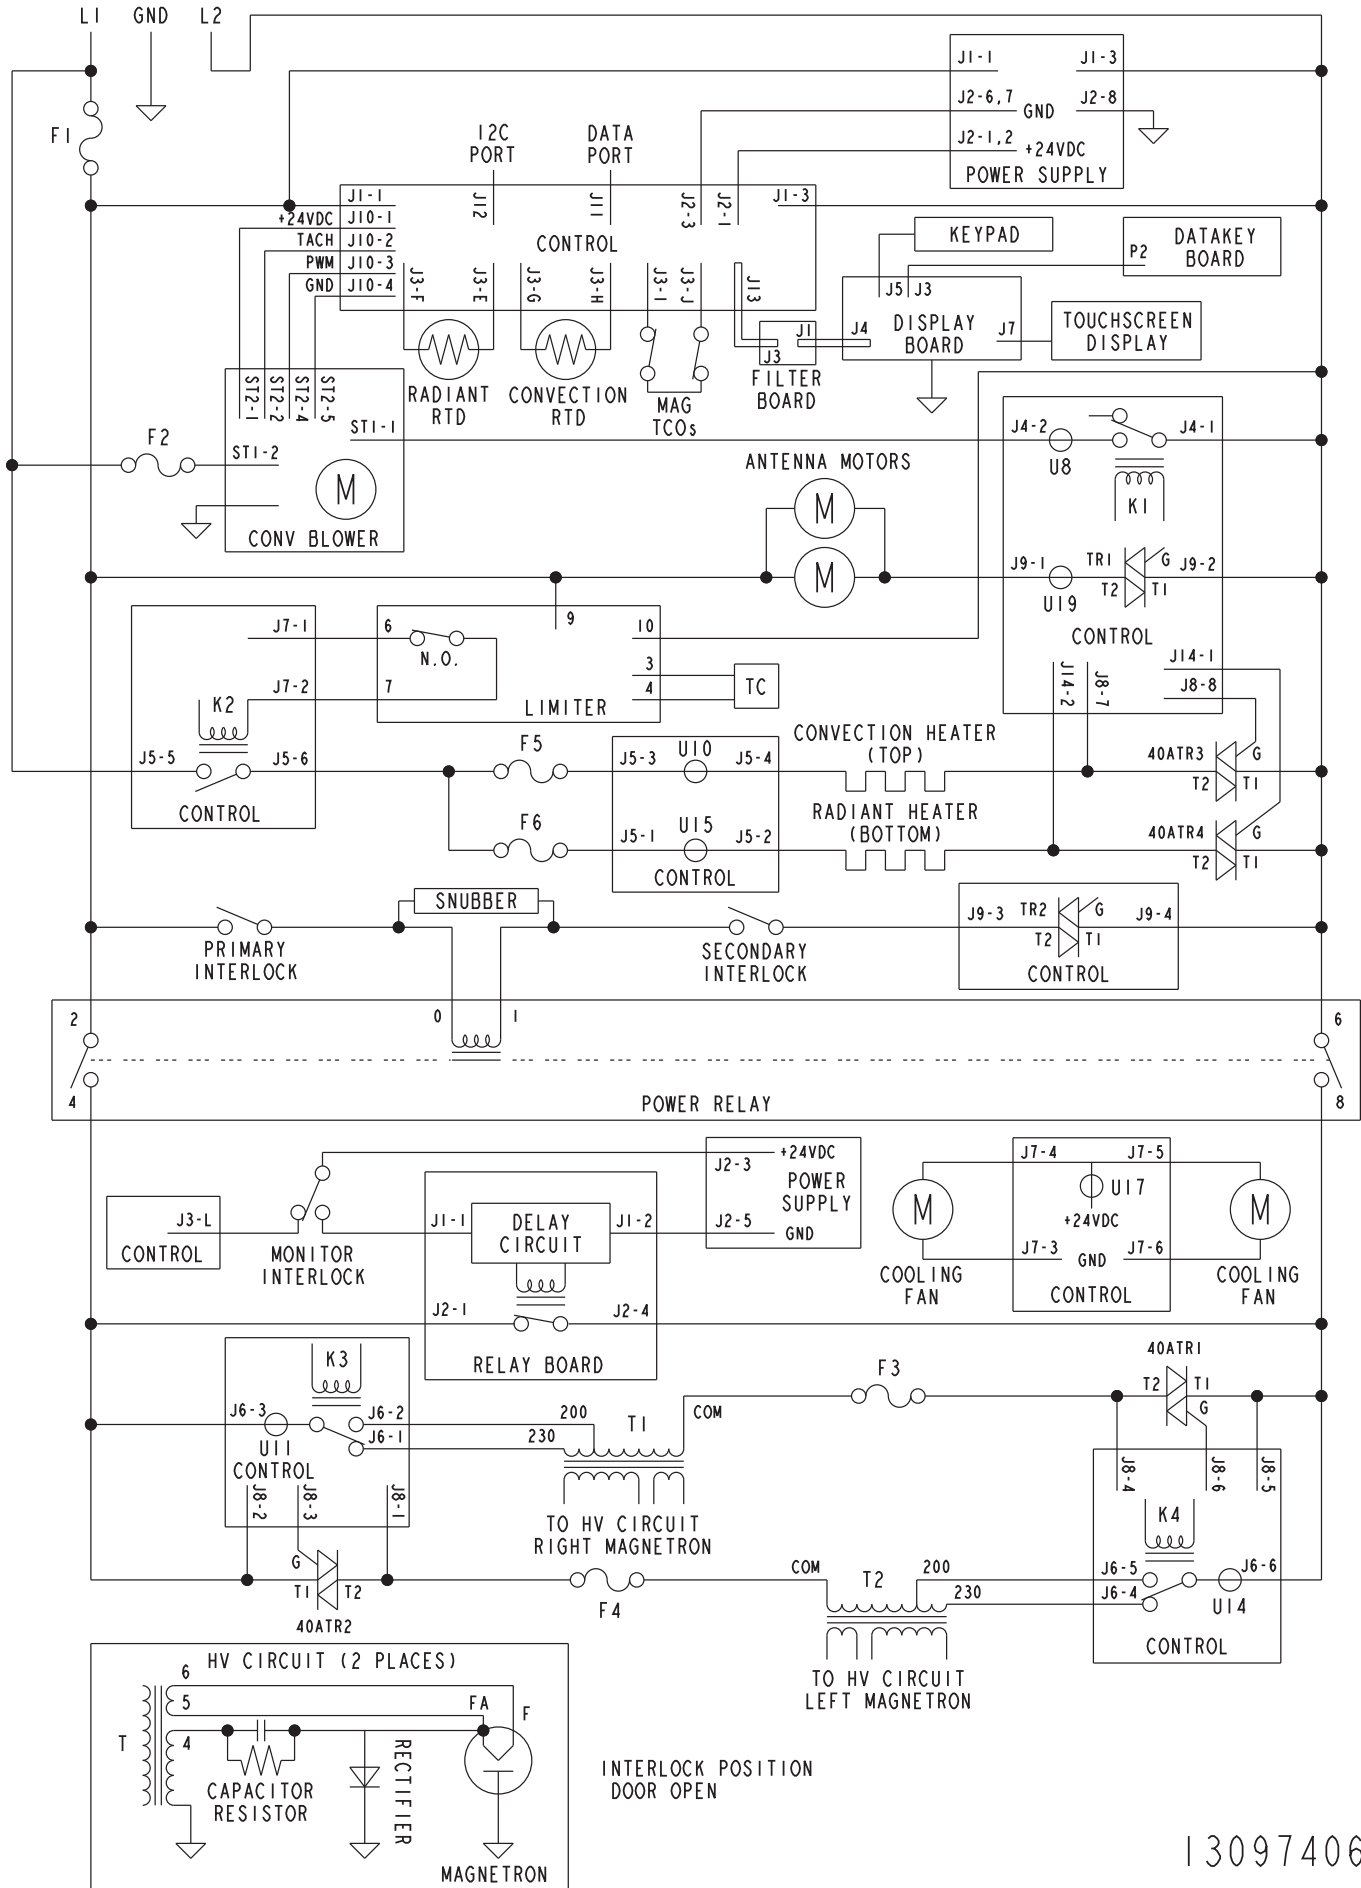 L1 GND L2
J1-1 J1-3
J2-6,7 GND J2-8
J2-1,2 +24VDC
POWER SUPPLY
F1
I2C
PORT
DATA
PORT
J1-1 J12 J11 J2-3 J2-1 J1-3
+24VDC J10-1
TACH J10-2
PWM J10-3
GND J10-4
CONTROL
J3-F J3-E J3-G J3-H J3-I J3-J J13
KEYPAD
P2 DATAKEY
BOARD
J5 J3
J4 DISPLAY
BOARD
J7
TOUCHSCREEN
DISPLAY
J1
J3
FILTER
BOARD
RADIANT
RTD
CONVECTION
RTD
MAG
TCOs
ST2-1 ST2-2 ST2-4 ST2-5
ST1-1
F2
ST1-2
M
CONV BLOWER
ANTENNA MOTORS
M
M
J4-2 U8 J4-1
K1
J9-1 U19 TR1 G J9-2
T2 T1
CONTROL
J14-2 J8-7 J14-1
J8-8
J7-1
J7-2
K2
J5-5 J5-6
CONTROL
6 9 10
N.O.
3
7 4
LIMITER
TC
F5
F6
J5-3 U10 J5-4
J5-1 U15 J5-2
CONTROL
CONVECTION HEATER
(TOP)
RADIANT HEATER
(BOTTOM)
40ATR3 G
T2 T1
40ATR4 G
T2 T1
SNUBBER
PRIMARY
INTERLOCK
SECONDARY
INTERLOCK
J9-3 TR2 G J9-4
T2 T1
CONTROL
2 0 1 6
4 8
POWER RELAY
J3-L
CONTROL
MONITOR
INTERLOCK
J1-1 DELAY
CIRCUIT
J1-2
J2-1 J2-4
RELAY BOARD
J2-3 +24VDC
POWER
SUPPLY
J2-5 GND
J7-4 J7-5
U17
+24VDC
J7-3 GND J7-6
CONTROL
M
COOLING
FAN
M
COOLING
FAN
K3
J6-3 J6-2
J6-1
U11
CONTROL
J8-2 J8-3 J8-1
200 T1 COM
230
TO HV CIRCUIT
RIGHT MAGNETRON
F3
40ATR1
T2 T1
G
J8-4 J8-6 J8-5
K4
J6-5 J6-6
J6-4
U14
CONTROL
G
T1 T2
40ATR2
F4
COM T2 200
230
TO HV CIRCUIT
LEFT MAGNETRON
HV CIRCUIT (2 PLACES)
6
5 FA F
T 4
CAPACITOR
RESISTOR
RECTIFIER
MAGNETRON
INTERLOCK POSITION
DOOR OPEN
13097406